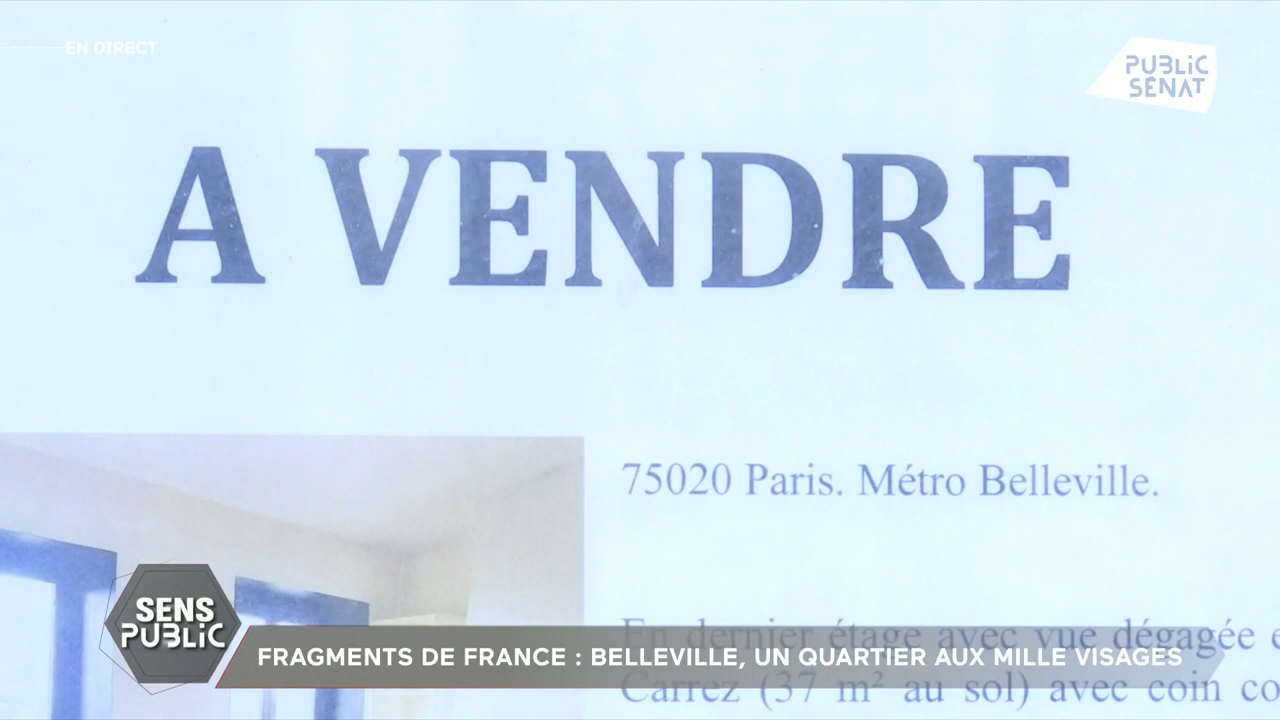 EN DIRECT
PUBLIC
SÉNAT
A VENDRE
75020 Paris. Métro Belleville.
En dernier étage avec vue dégagée
Carrez (37 m² au sol) avec coin
SENS
PUBLIC
FRAGMENTS DE FRANCE : BELLEVILLE, UN QUARTIER AUX MILLE VISAGES